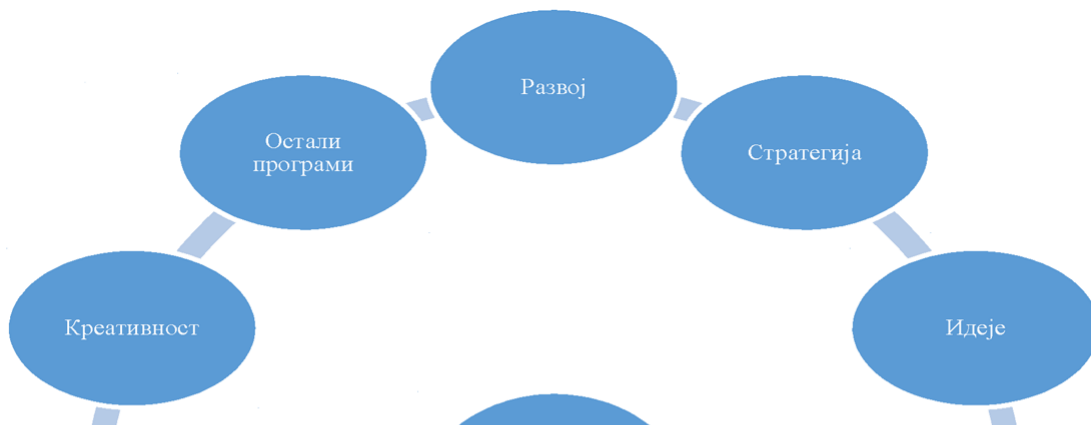 Развој
Остали
програми
Стратегија
Креативност
Идеје